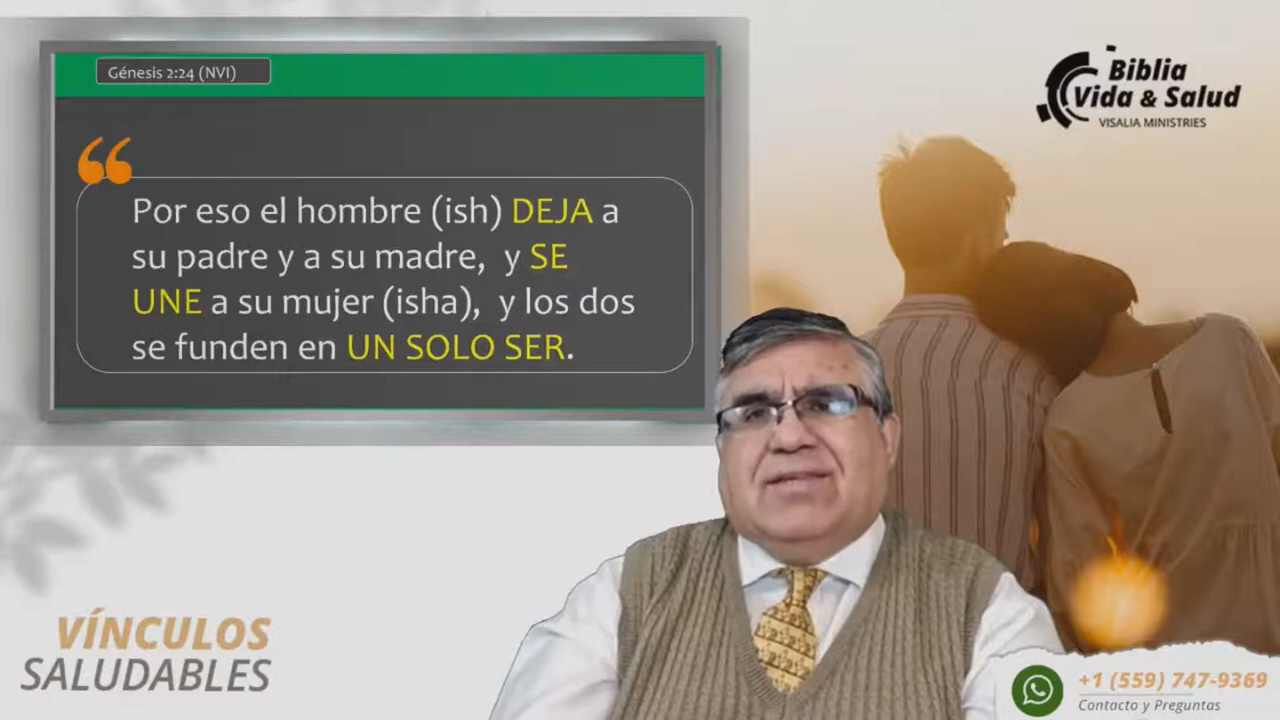 Génesis 2:24 (NVI)
“
Por eso el hombre (ish) DEJA a
su padre y a su madre,  y SE
UNE a su mujer (isha),  y los dos
se funden en UN SOLO SER.
Biblia
Vida & Salud
VISALIA MINISTRIES
VÍNCULOS
SALUDABLES
+1 (559) 747-9369
Contacto y Preguntas